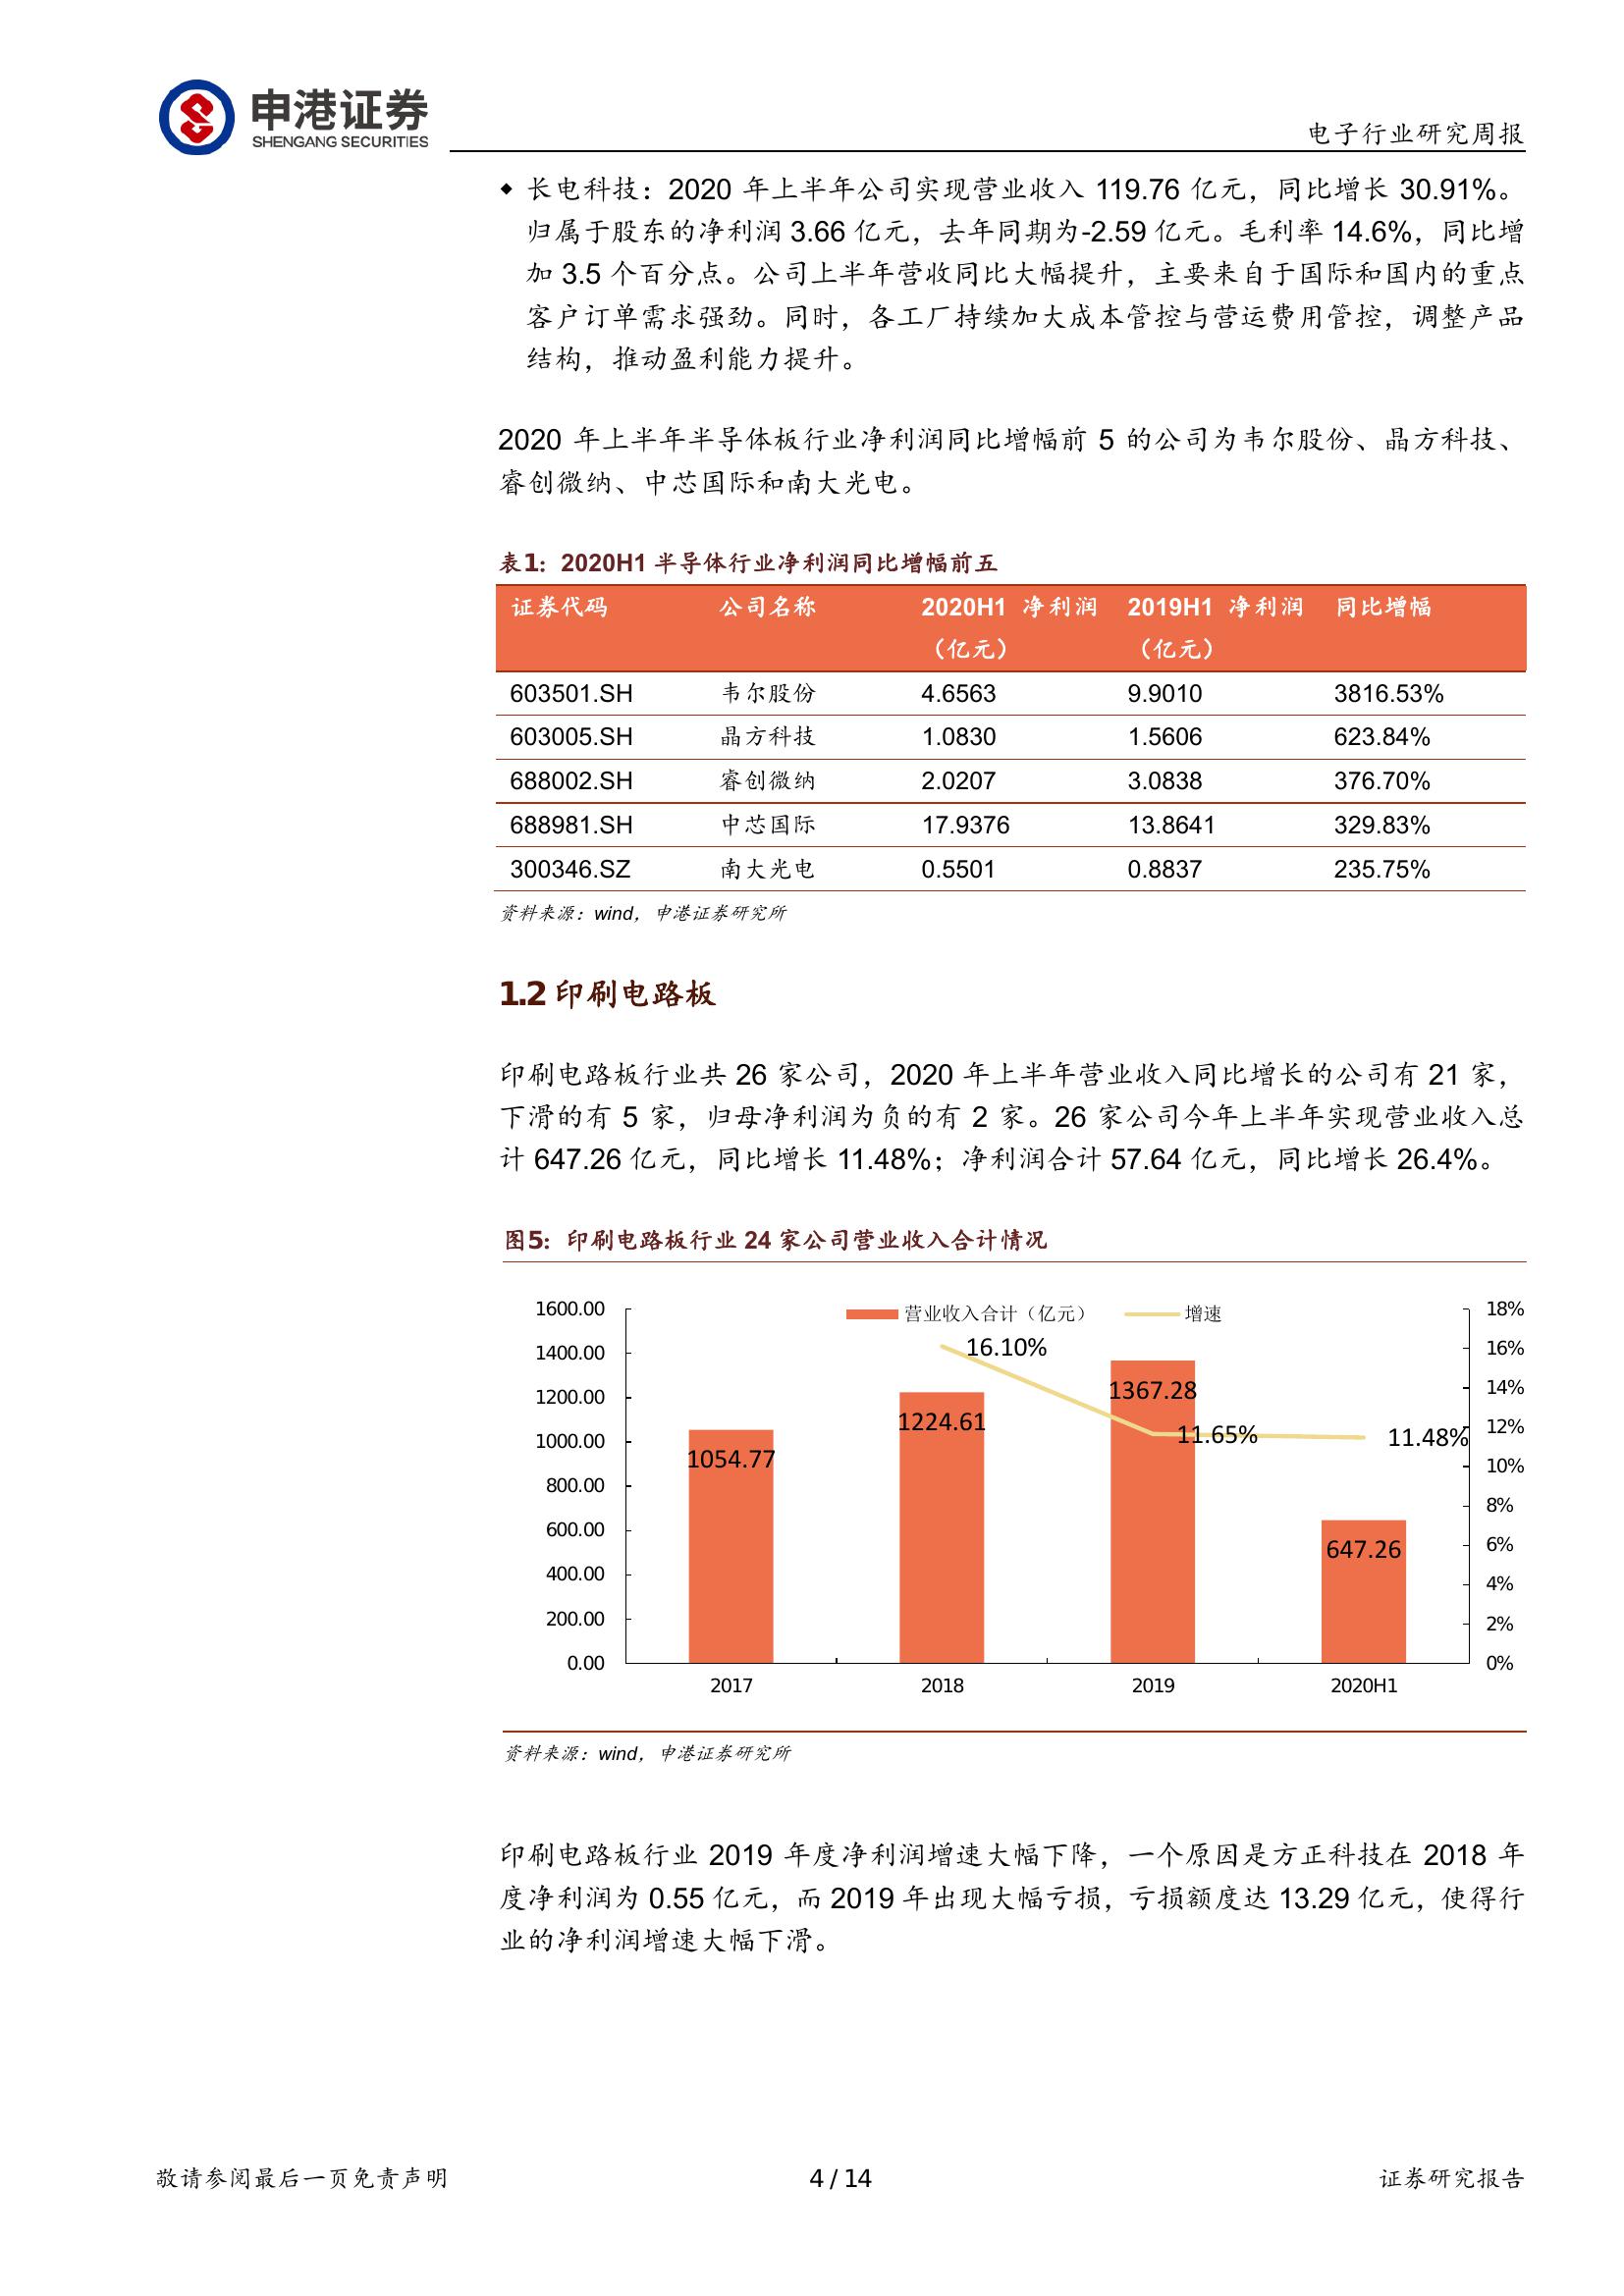 申港证券
SHENGANG SECURITIES
电子行业研究周报
◆ 长电科技：2020 年上半年公司实现营业收入 119.76 亿元，同比增长 30.91%。
归属于股东的净利润 3.66 亿元，去年同期为-2.59 亿元。毛利率 14.6%，同比增
加 3.5 个百分点。公司上半年营收同比大幅提升，主要来自于国际和国内的重点
客户订单需求强劲。同时，各工厂持续加大成本管控与营运费用管控，调整产品
结构，推动盈利能力提升。
2020 年上半年半导体板行业净利润同比增幅前 5 的公司为韦尔股份、晶方科技、
睿创微纳、中芯国际和南大光电。
表1：2020H1 半导体行业净利润同比增幅前五
证券代码 公司名称 2020H1 净利润 2019H1 净利润 同比增幅
（亿元） （亿元）
603501.SH 韦尔股份 4.6563 9.9010 3816.53%
603005.SH 晶方科技 1.0830 1.5606 623.84%
688002.SH 睿创微纳 2.0207 3.0838 376.70%
688981.SH 中芯国际 17.9376 13.8641 329.83%
300346.SZ 南大光电 0.5501 0.8837 235.75%
资料来源：wind，申港证券研究所
1.2 印刷电路板
印刷电路板行业共 26 家公司，2020 年上半年营业收入同比增长的公司有 21 家，
下滑的有 5 家，归母净利润为负的有 2 家。26 家公司今年上半年实现营业收入总
计 647.26 亿元，同比增长 11.48%；净利润合计 57.64 亿元，同比增长 26.4%。
图5：印刷电路板行业 24 家公司营业收入合计情况
营业收入合计（亿元） 增速
1600.00
1400.00
1200.00
1000.00
800.00
600.00
400.00
200.00
0.00
18%
16%
14%
12%
10%
8%
6%
4%
2%
0%
16.10%
11.65%
11.48%
1054.77
1224.61
1367.28
647.26
2017 2018 2019 2020H1
资料来源：wind，申港证券研究所
印刷电路板行业 2019 年度净利润增速大幅下降，一个原因是方正科技在 2018 年
度净利润为 0.55 亿元，而 2019 年出现大幅亏损，亏损额度达 13.29 亿元，使得行
业的净利润增速大幅下滑。
敬请参阅最后一页免责声明 4 / 14 证券研究报告